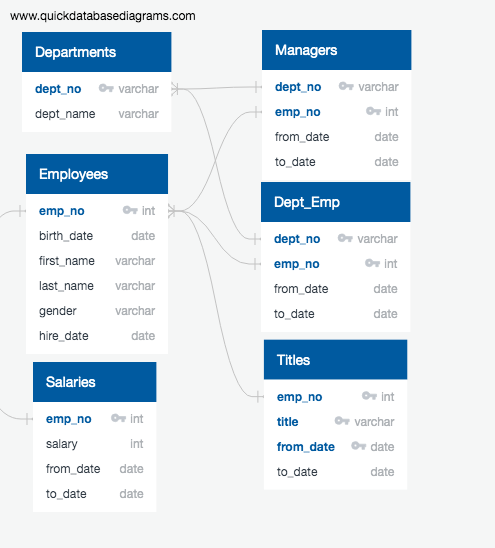 www.quickdatabasediagrams.com
Departments
dept_no varchar
dept_name varchar
Managers
dept_no varchar
emp_no int
from_date date
to_date date
Employees
emp_no int
birth_date date
first_name varchar
last_name varchar
gender varchar
hire_date date
Dept_Emp
dept_no varchar
emp_no int
from_date date
to_date date
Salaries
emp_no int
salary int
from_date date
to_date date
Titles
emp_no int
title varchar
from_date date
to_date date